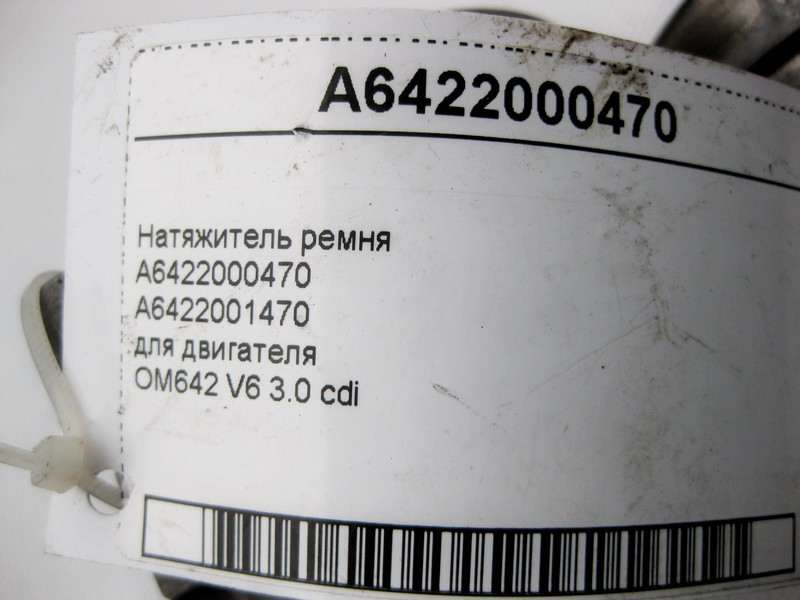 A6422000470
Натяжитель ремня
A6422000470
A6422001470
для двигателя
OM642 V6 3.0 cdi